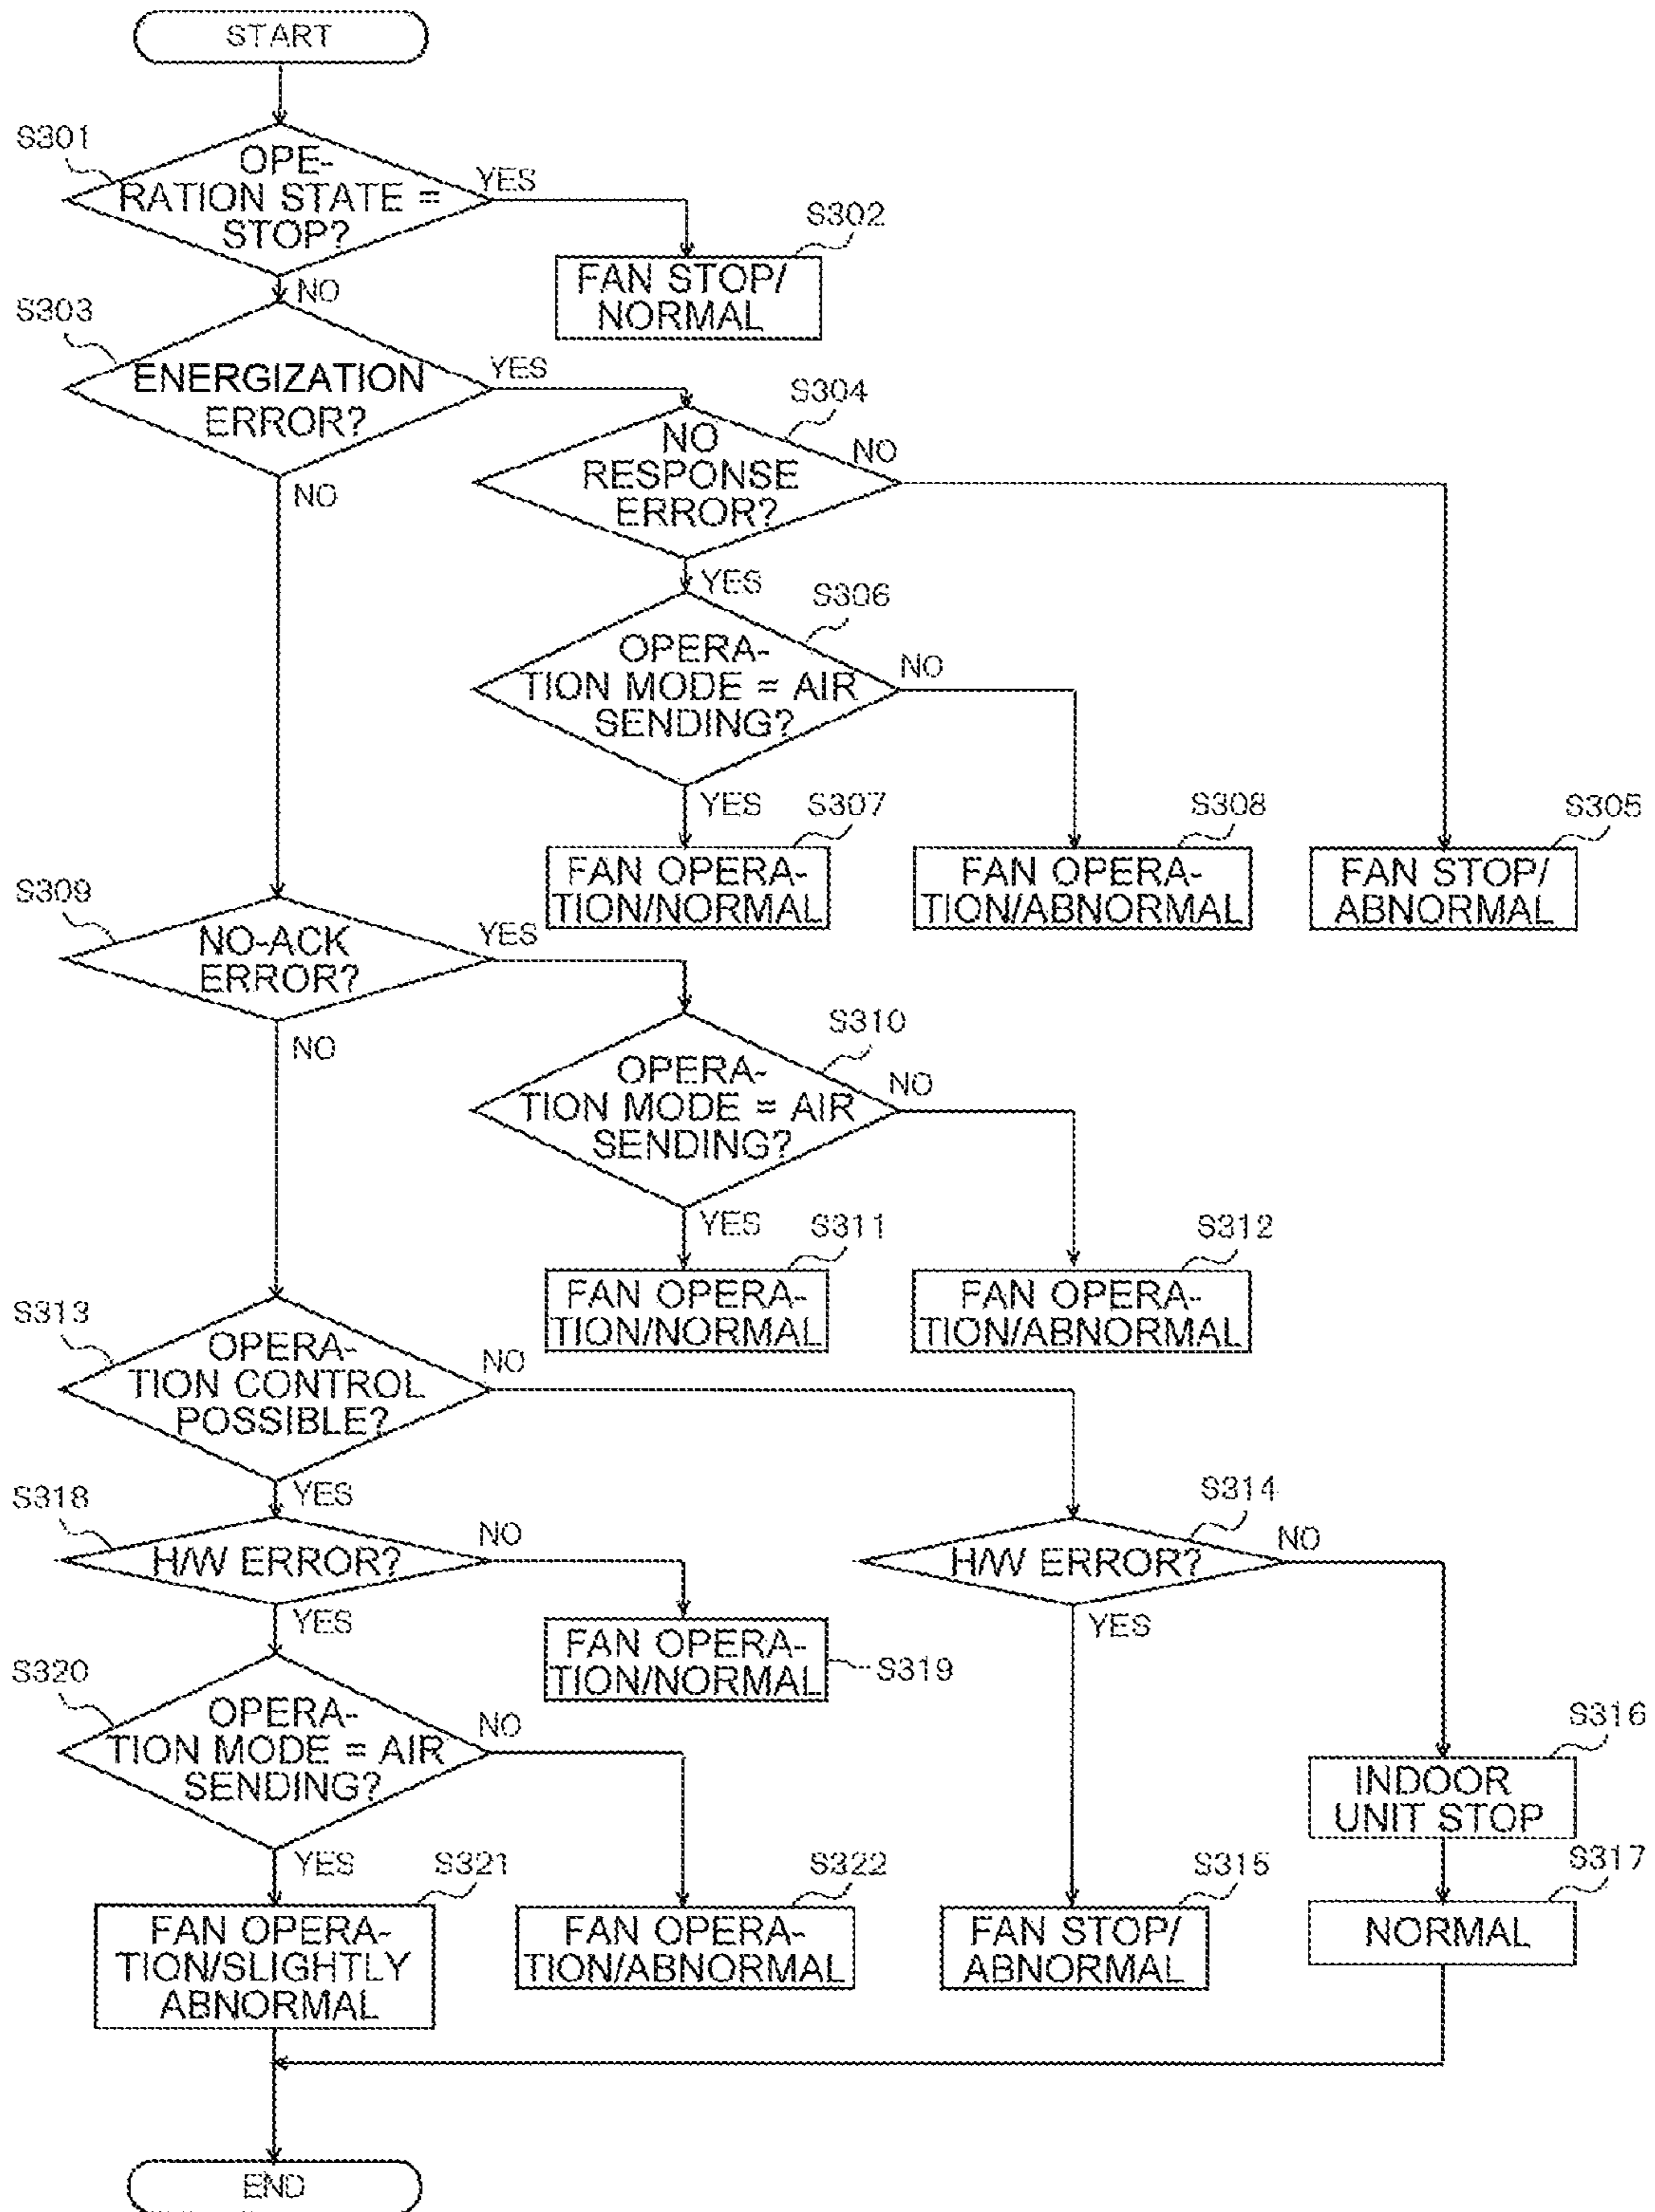 START
S301
OPE-
RATION STATE =
STOP?
YES
S302
FAN STOP/
NORMAL
NO
S303
ENERGIZATION
ERROR?
YES
S304
NO
RESPONSE
ERROR?
NO
NO
YES
S306
OPERA-
TION MODE = AIR
SENDING?
NO
YES
S307
S308
S305
FAN OPERA-
TION/NORMAL
FAN OPERA-
TION/ABNORMAL
FAN STOP/
ABNORMAL
S309
NO-ACK
ERROR?
YES
NO
S310
OPERA-
TION MODE = AIR
SENDING?
NO
YES
S311
S312
FAN OPERA-
TION/NORMAL
FAN OPERA-
TION/ABNORMAL
S313
OPERA-
TION CONTROL
POSSIBLE?
NO
YES
S318
H/W ERROR?
NO
S314
H/W ERROR?
NO
YES
YES
FAN OPERA-
TION/NORMAL
S319
S320
OPERA-
TION MODE = AIR
SENDING?
NO
S316
INDOOR
UNIT STOP
YES
S321
S322
S315
S317
FAN OPERA-
TION/SLIGHTLY
ABNORMAL
FAN OPERA-
TION/ABNORMAL
FAN STOP/
ABNORMAL
NORMAL
END